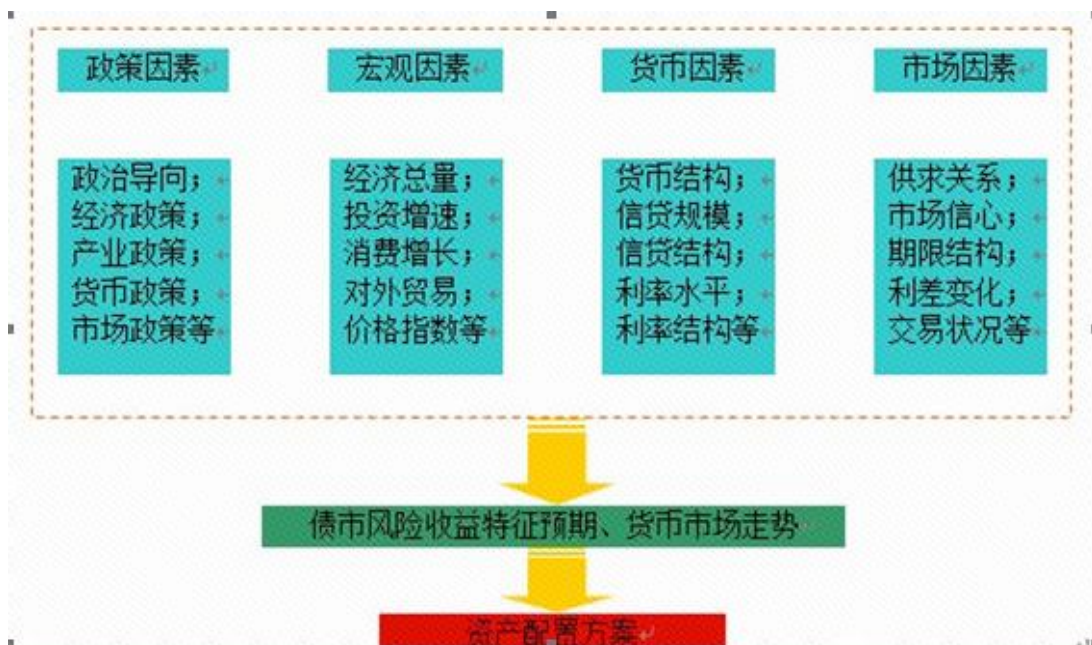 政策因素
宏观因素
货币因素
市场因素
政治导向；
经济政策；
产业政策；
货币政策；
市场政策等
经济总量；
投资增速；
消费增长；
对外贸易；
价格指数等
货币结构；
信贷规模；
信贷结构；
利率水平；
利率结构等
供求关系；
市场信心；
期限结构；
利差变化；
交易状况等
债市风险收益特征预期、货币市场走势
资产配置方案